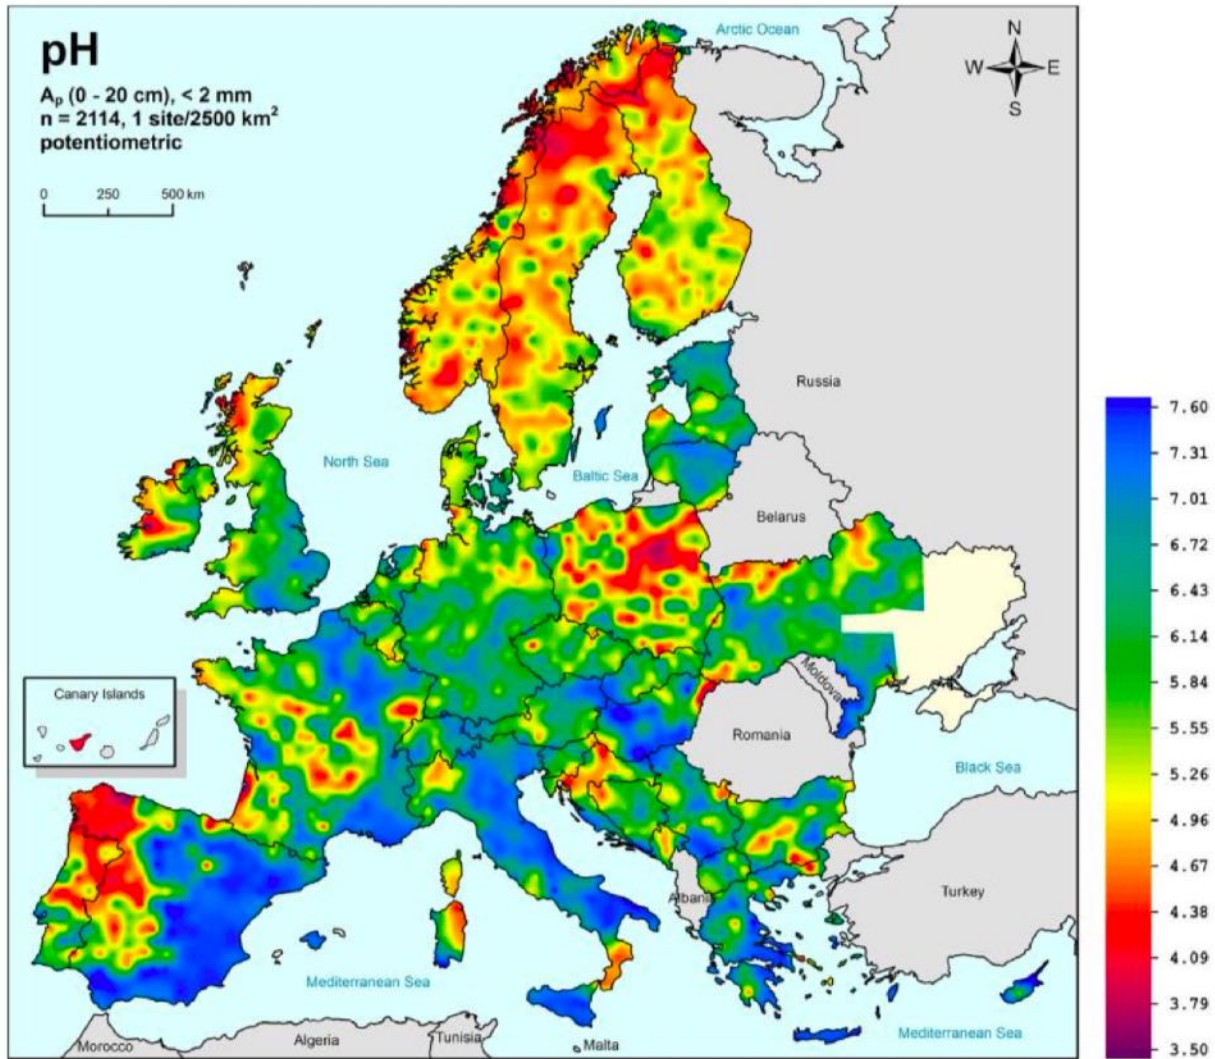 pH
Ap (0 - 20 cm), < 2 mm
n = 2114, 1 site/2500 km²
potentiometric
0 250 500 km
Arctic Ocean
N
W E
S
Russia
North Sea
Baltic Sea
Belarus
Canary Islands
Moldova
Romania
Black Sea
Albania
Turkey
Mediterranean Sea
Mediterranean Sea
Morocco
Algeria
Tunisia
Malta
7.60
7.31
7.01
6.72
6.43
6.14
5.84
5.55
5.26
4.96
4.67
4.38
4.09
3.79
3.50